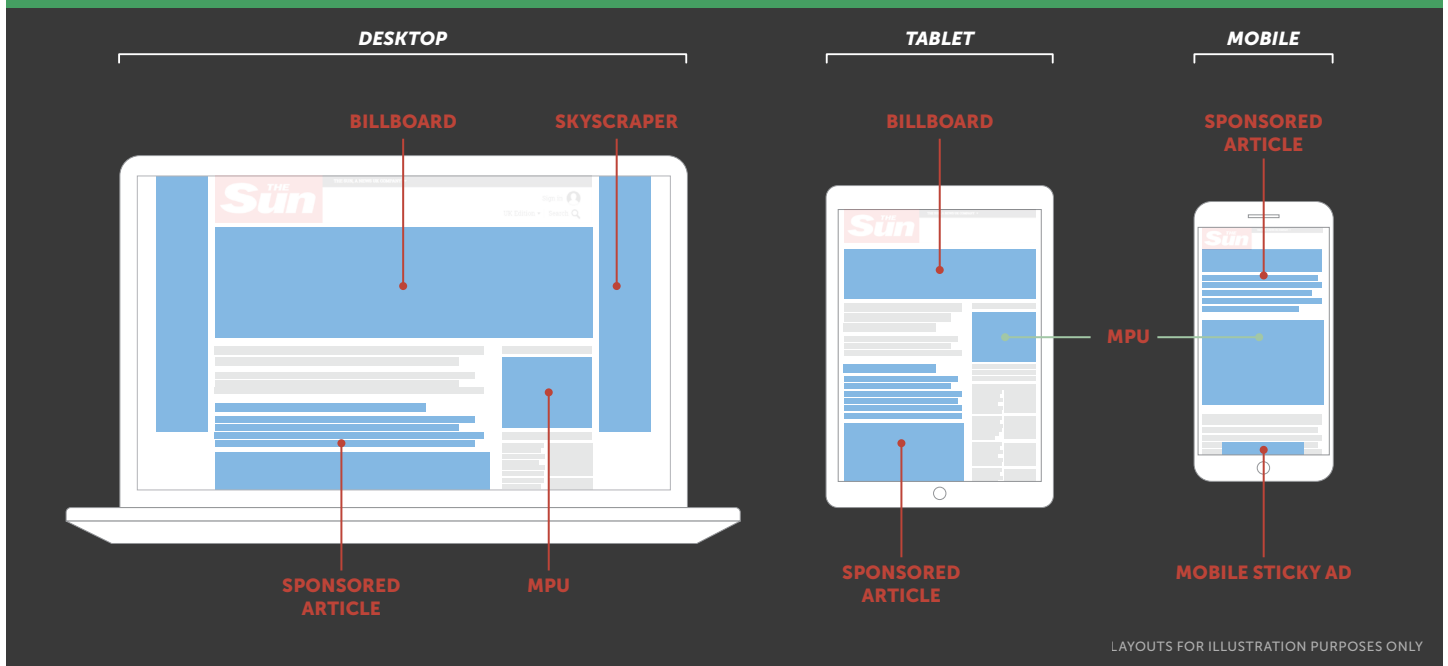 DESKTOP
TABLET
MOBILE
BILLBOARD
SKYSCRAPER
BILLBOARD
SPONSORED
ARTICLE
THE
Sun
THE
Sun
Sun
MPU
SPONSORED
ARTICLE
MPU
SPONSORED
ARTICLE
MOBILE STICKY AD
LAYOUTS FOR ILLUSTRATION PURPOSES ONLY